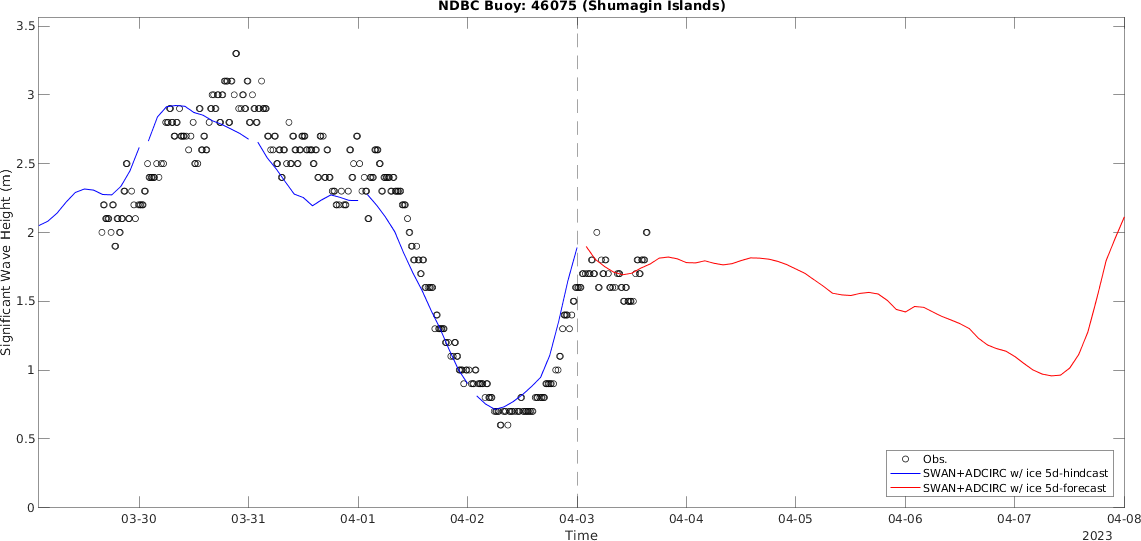 NDBC Buoy: 46075 (Shumagin Islands)
3.5
3
2.5
2
1.5
1
0.5
0
Significant Wave Height (m)
Obs.
SWAN+ADCIRC w/ ice 5d-hindcast
SWAN+ADCIRC w/ ice 5d-forecast
03-30 03-31 04-01 04-02 04-03 04-04 04-05 04-06 04-07 04-08
Time
2023